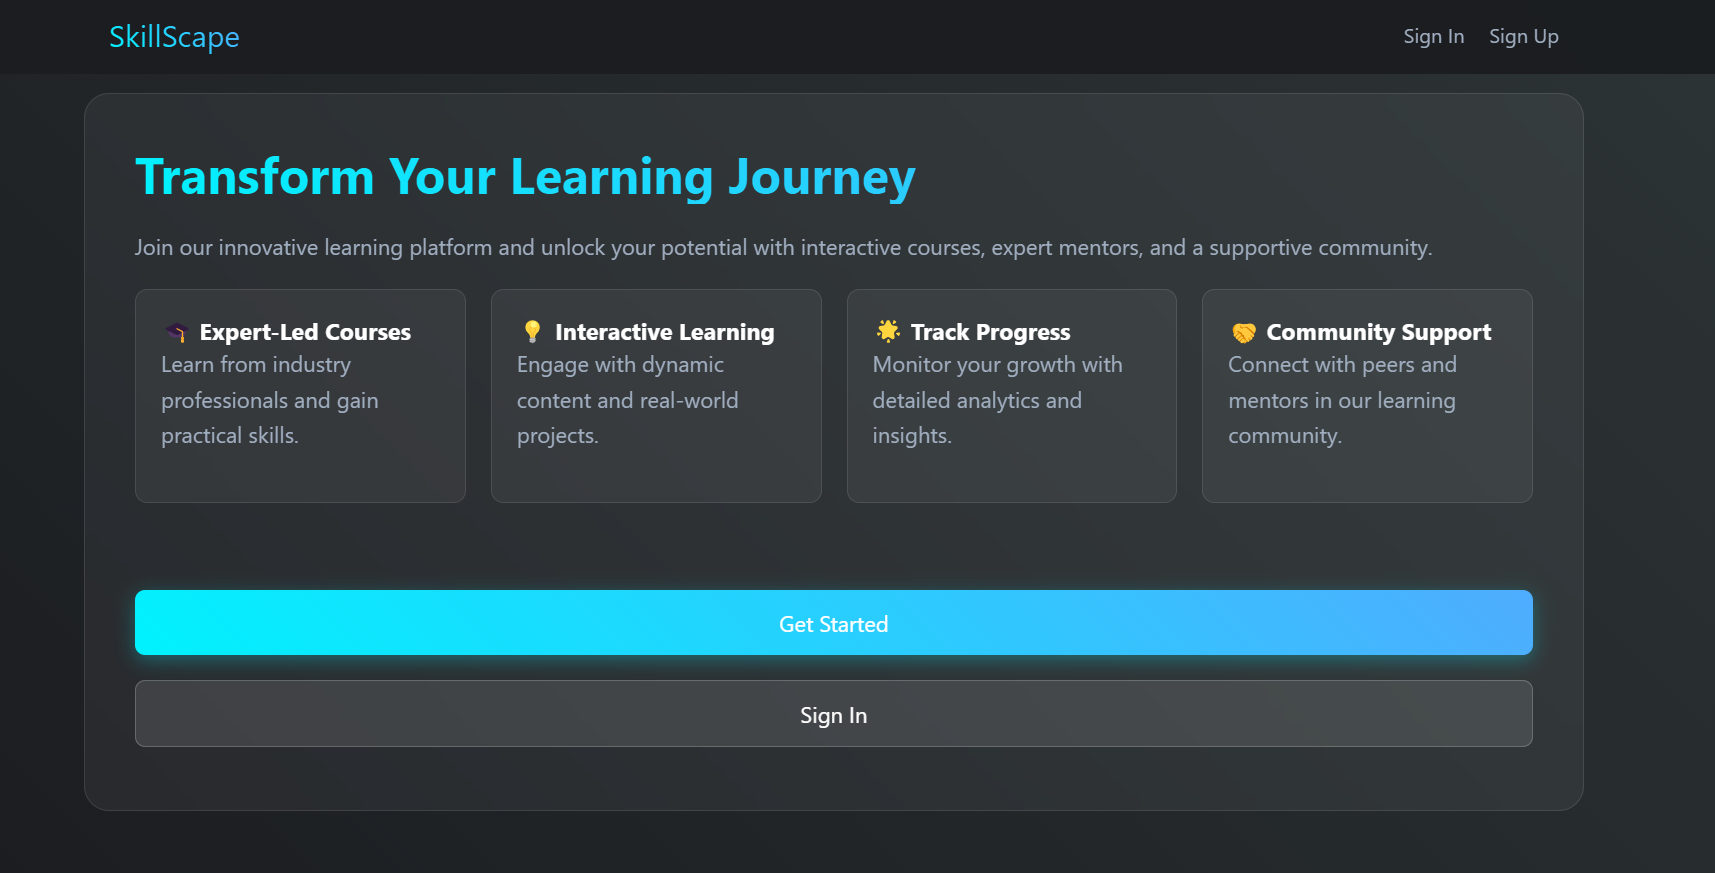 SkillScape
Sign In
Sign Up
Transform Your Learning Journey
Join our innovative learning platform and unlock your potential with interactive courses, expert mentors, and a supportive community.
🎓 Expert-Led Courses
Learn from industry
professionals and gain
practical skills.
💡 Interactive Learning
Engage with dynamic
content and real-world
projects.
🌟 Track Progress
Monitor your growth with
detailed analytics and
insights.
🤝 Community Support
Connect with peers and
mentors in our learning
community.
Get Started
Sign In